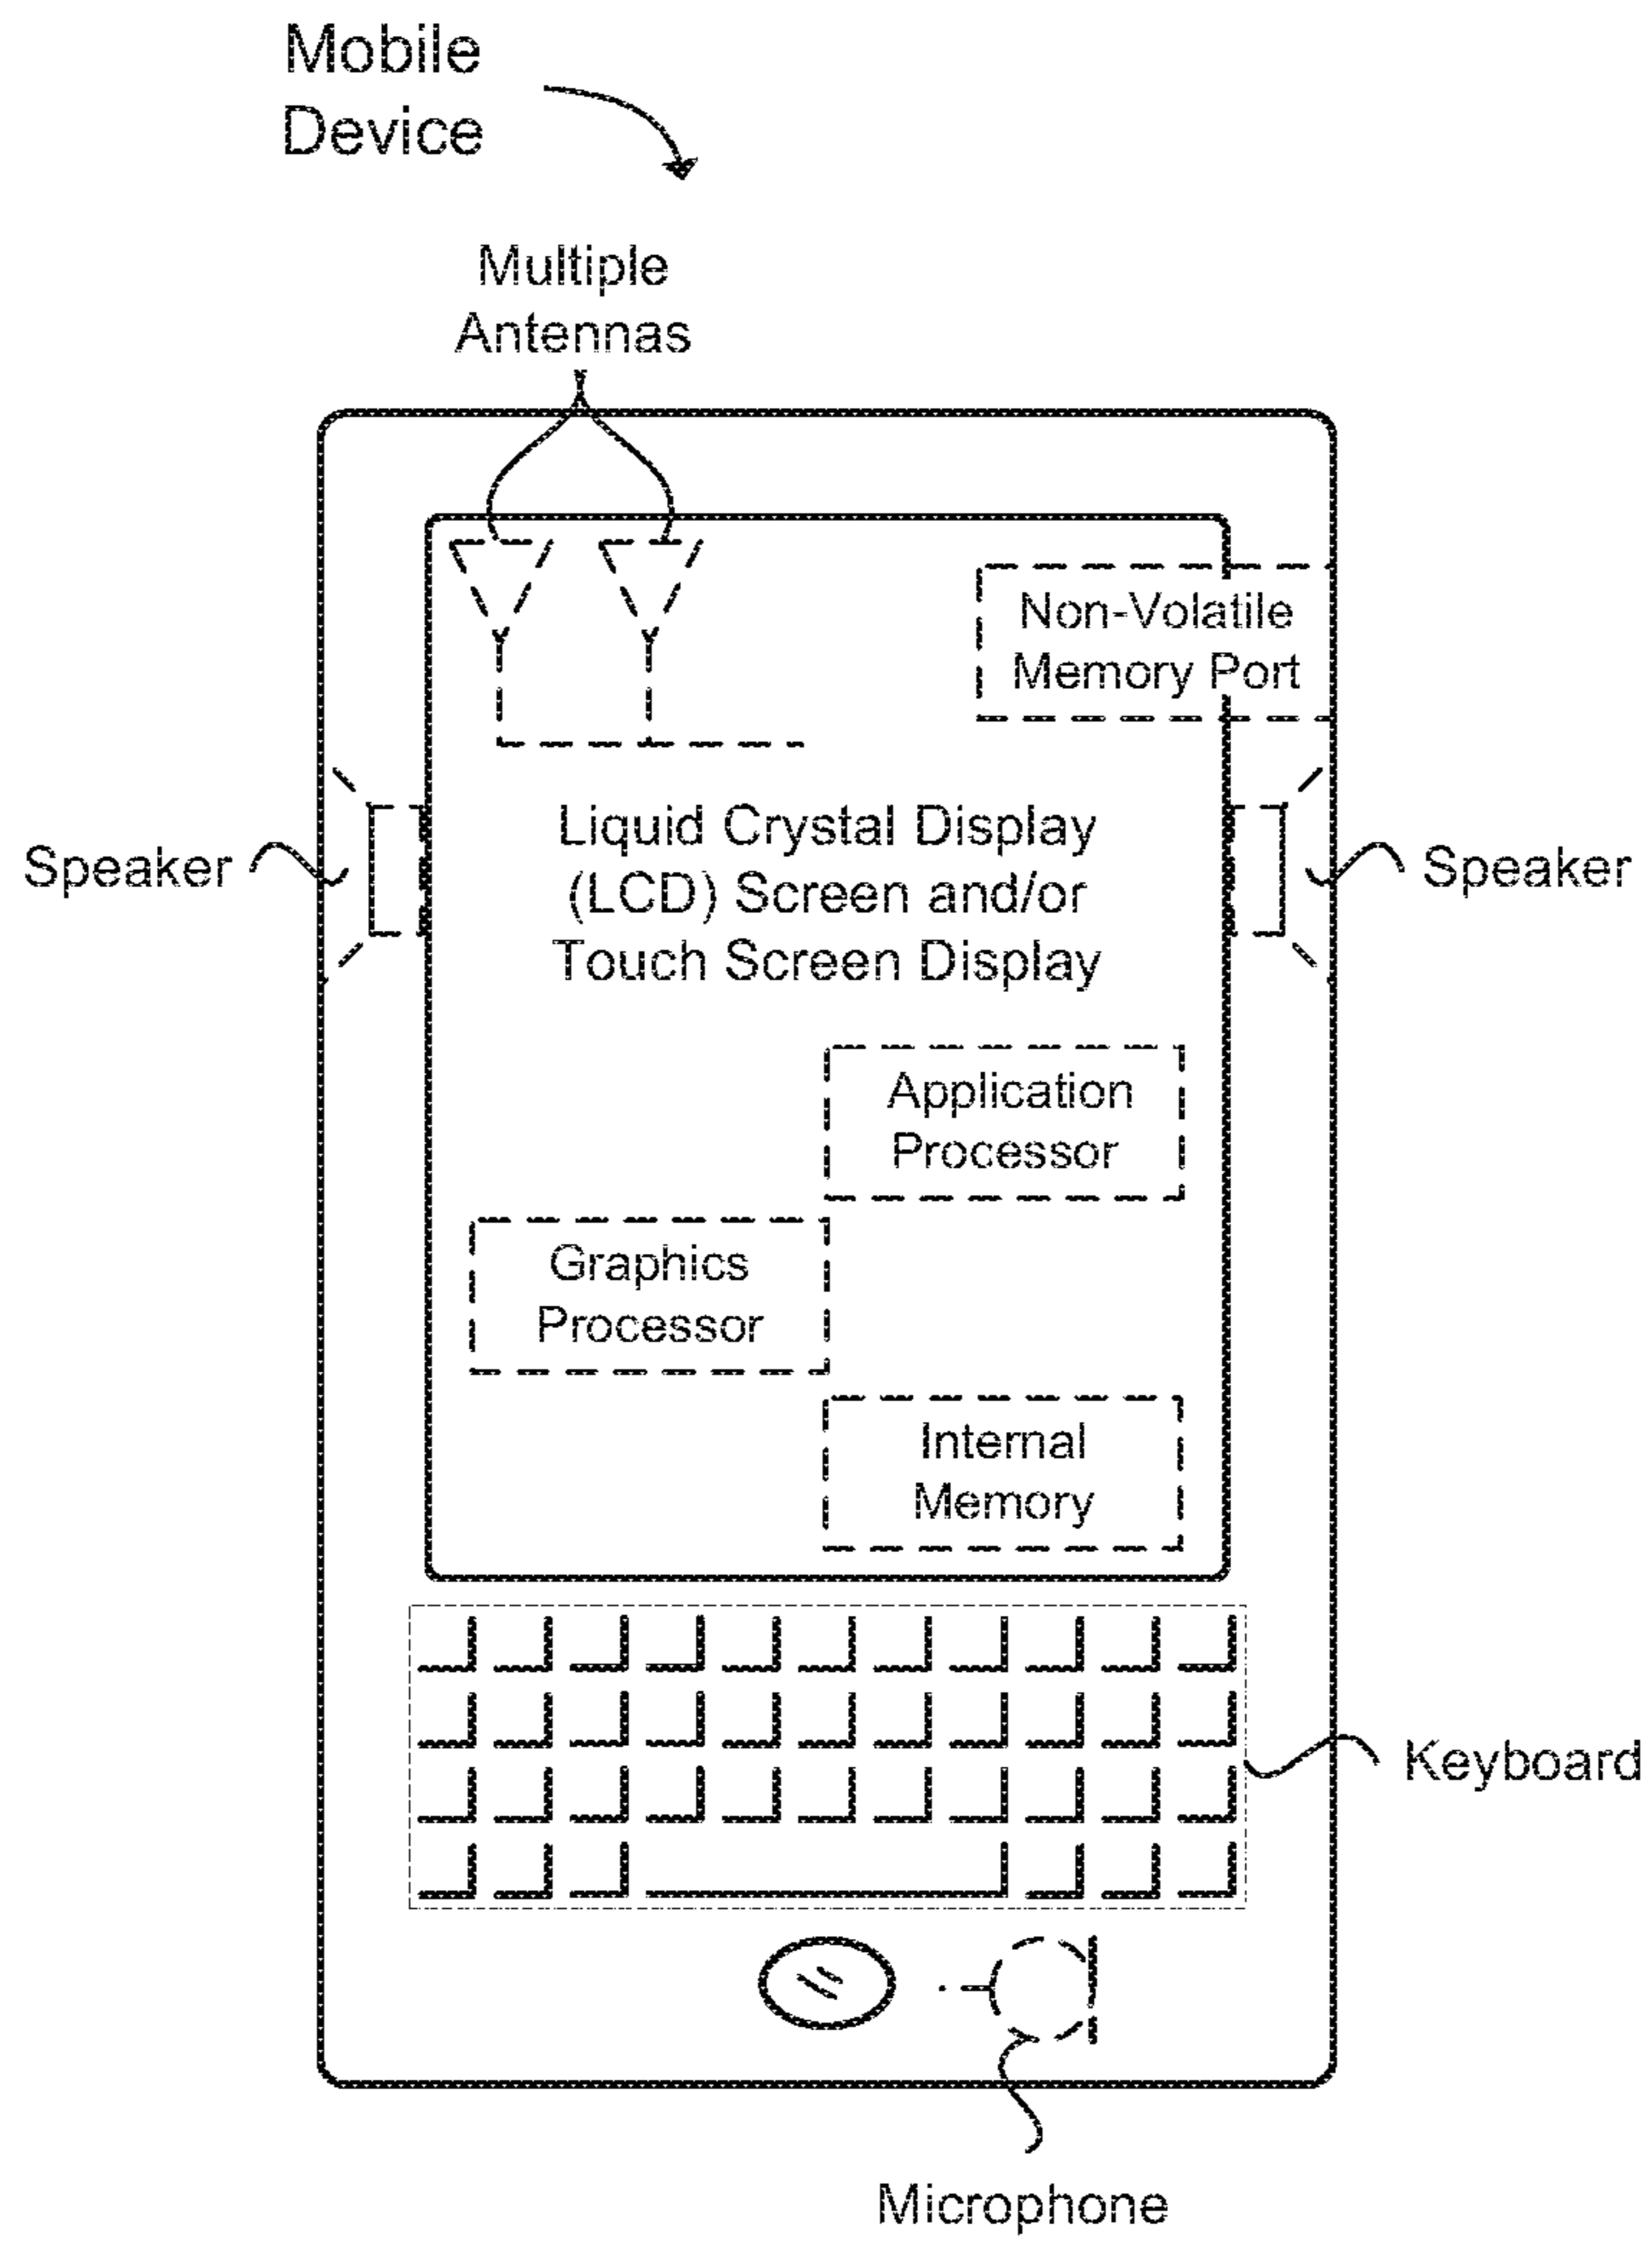 Mobile
Device
Multiple
Antennas
Non-Volatile
Memory Port
Speaker
Liquid Crystal Display
(LCD) Screen and/or
Touch Screen Display
Speaker
Application
Processor
Graphics
Processor
Internal
Memory
Keyboard
Microphone